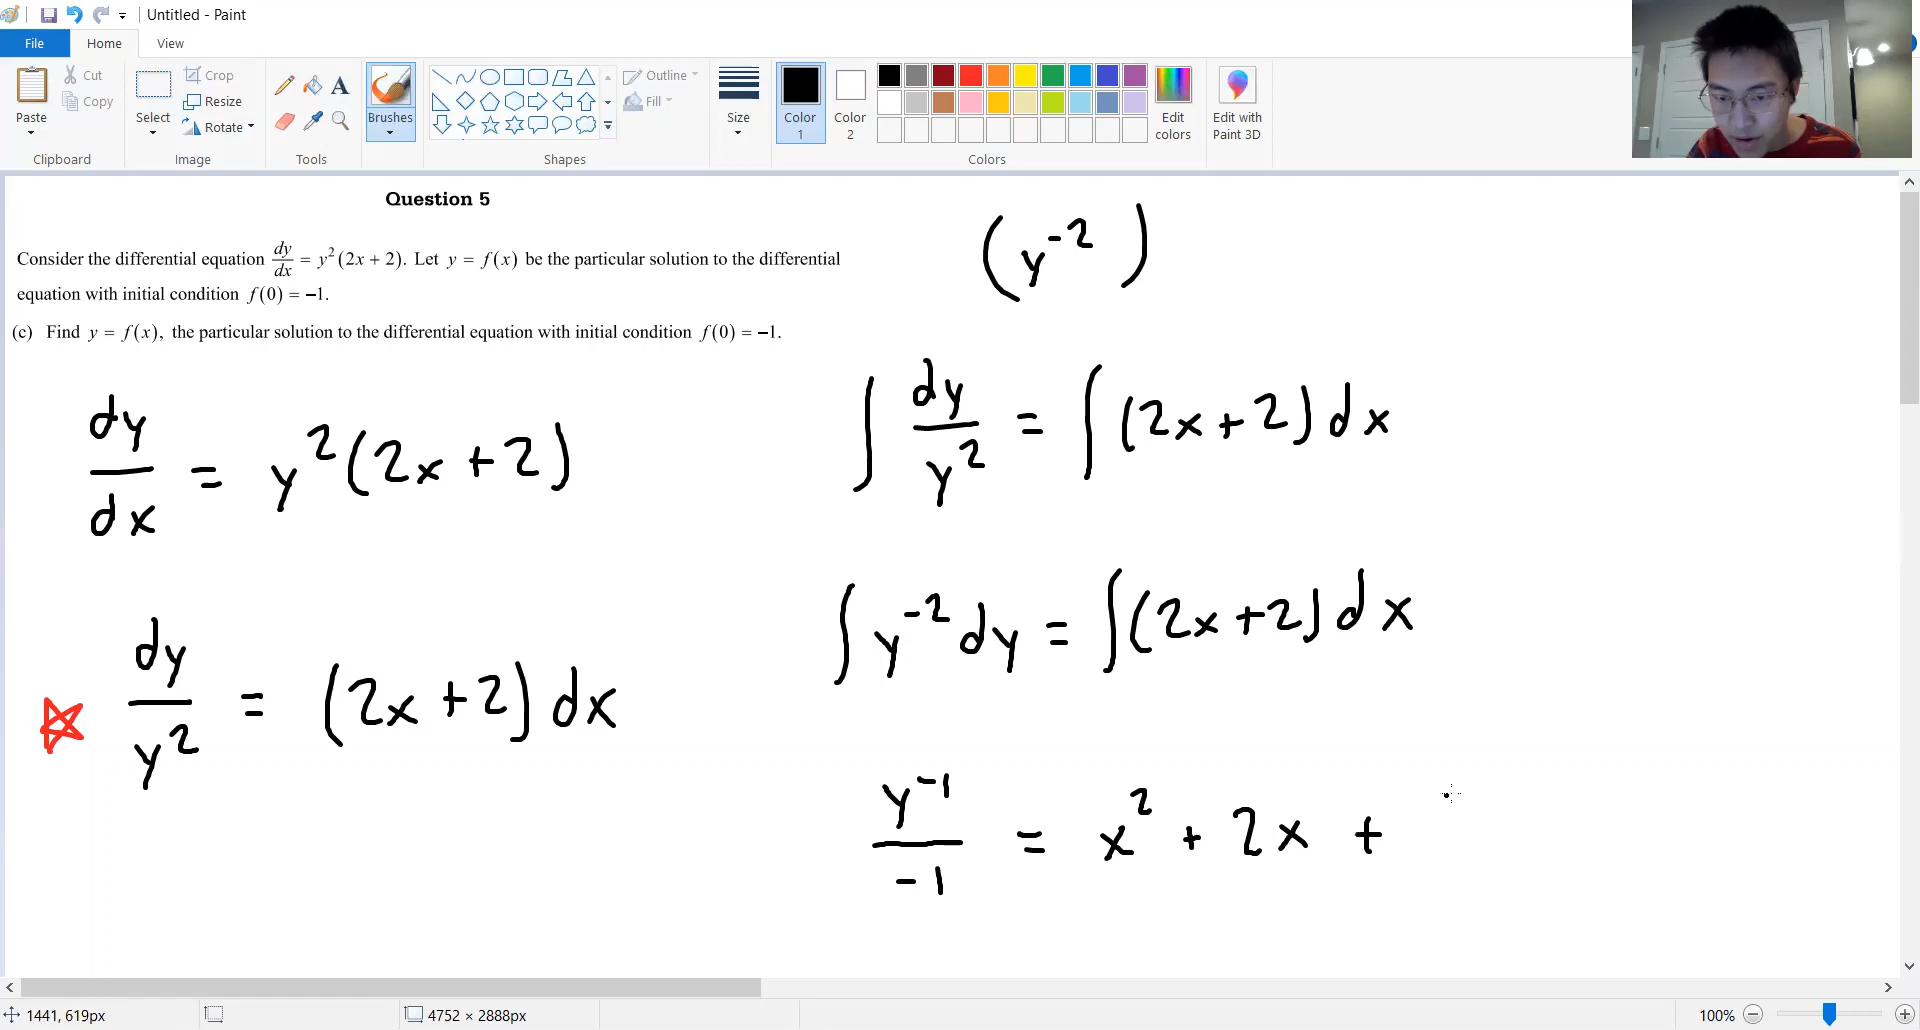 Untitled - Paint
File Home View
Paste
Cut
Copy
Clipboard
Select
Crop
Resize
Rotate
Image
A
Tools
Brushes
Shapes
Outline
Fill
Size
Color 1
Color 2
Edit colors
Colors
Edit with Paint 3D
Question 5
Consider the differential equation dy/dx = y²(2x + 2). Let y = f(x) be the particular solution to the differential
equation with initial condition f(0) = −1.
(c) Find y = f(x), the particular solution to the differential equation with initial condition f(0) = −1.
dy/dx = y²(2x + 2)
dy/y² = (2x + 2) dx
(y⁻²)
∫ dy/y² = ∫ (2x + 2) dx
∫ y⁻² dy = ∫ (2x + 2) dx
y⁻¹/-1 = x² + 2x +
1441, 619px
4752 × 2888px
100%